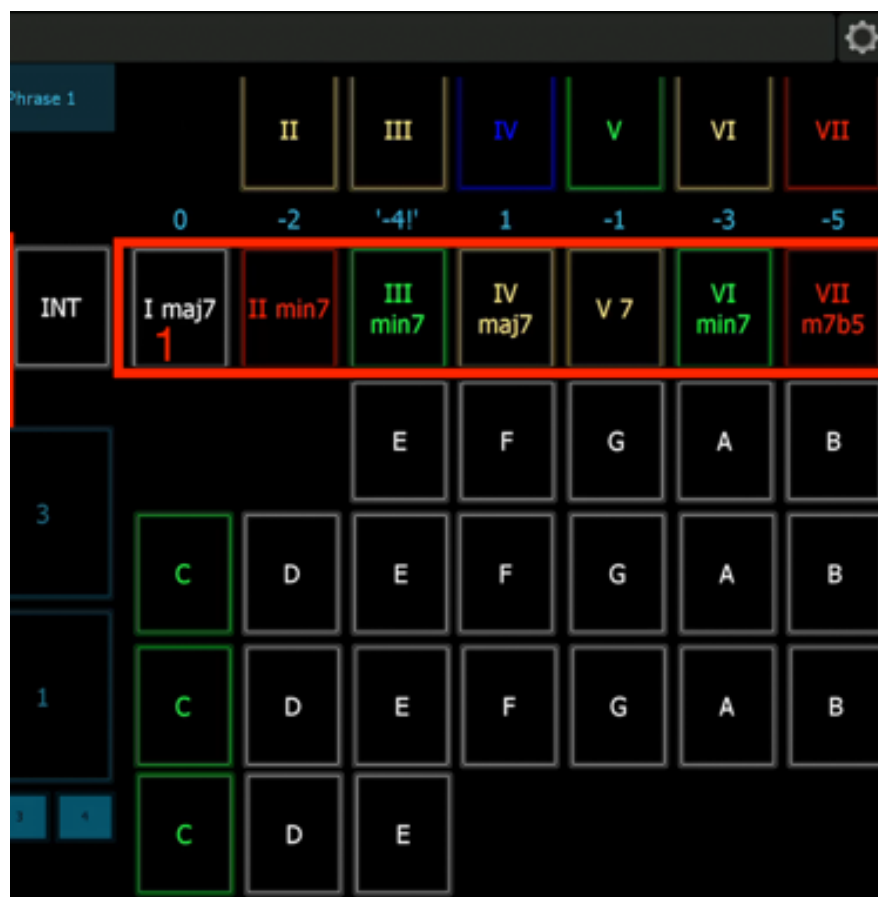 Phrase 1
II III IV V VI VII
0 -2 '-4!' 1 -1 -3 -5
INT I maj7 II min7 III min7 IV maj7 V 7 VI min7 VII m7b5
1
E F G A B
3
C D E F G A B
1
C D E F G A B
3 4
C D E